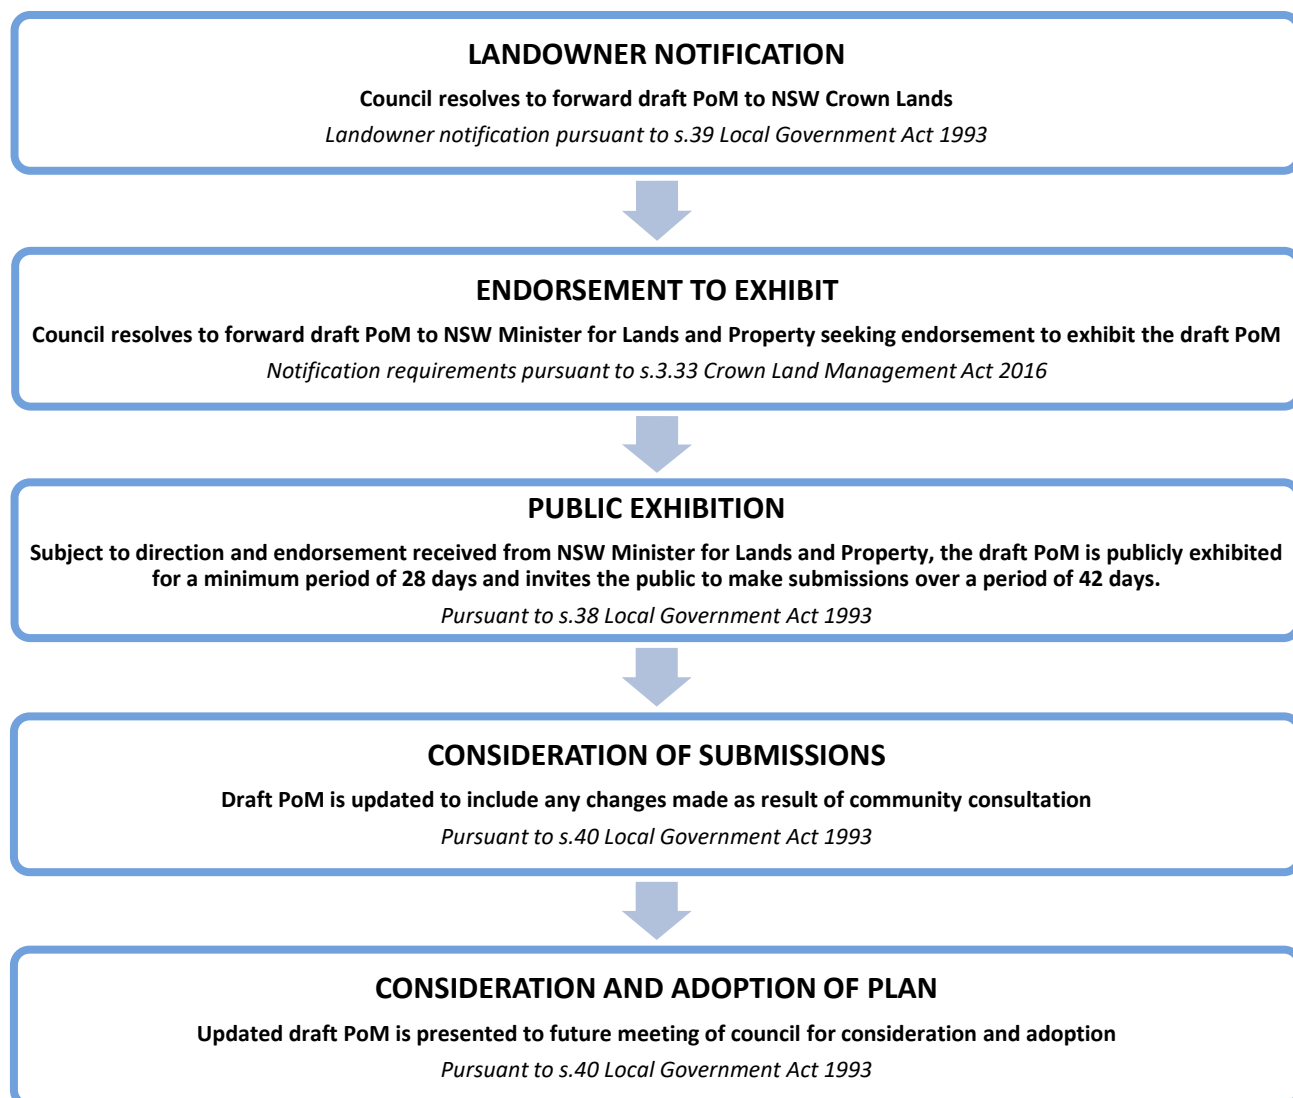 LANDOWNER NOTIFICATION
Council resolves to forward draft PoM to NSW Crown Lands
Landowner notification pursuant to s.39 Local Government Act 1993
ENDORSEMENT TO EXHIBIT
Council resolves to forward draft PoM to NSW Minister for Lands and Property seeking endorsement to exhibit the draft PoM
Notification requirements pursuant to s.3.33 Crown Land Management Act 2016
PUBLIC EXHIBITION
Subject to direction and endorsement received from NSW Minister for Lands and Property, the draft PoM is publicly exhibited
for a minimum period of 28 days and invites the public to make submissions over a period of 42 days.
Pursuant to s.38 Local Government Act 1993
CONSIDERATION OF SUBMISSIONS
Draft PoM is updated to include any changes made as result of community consultation
Pursuant to s.40 Local Government Act 1993
CONSIDERATION AND ADOPTION OF PLAN
Updated draft PoM is presented to future meeting of council for consideration and adoption
Pursuant to s.40 Local Government Act 1993